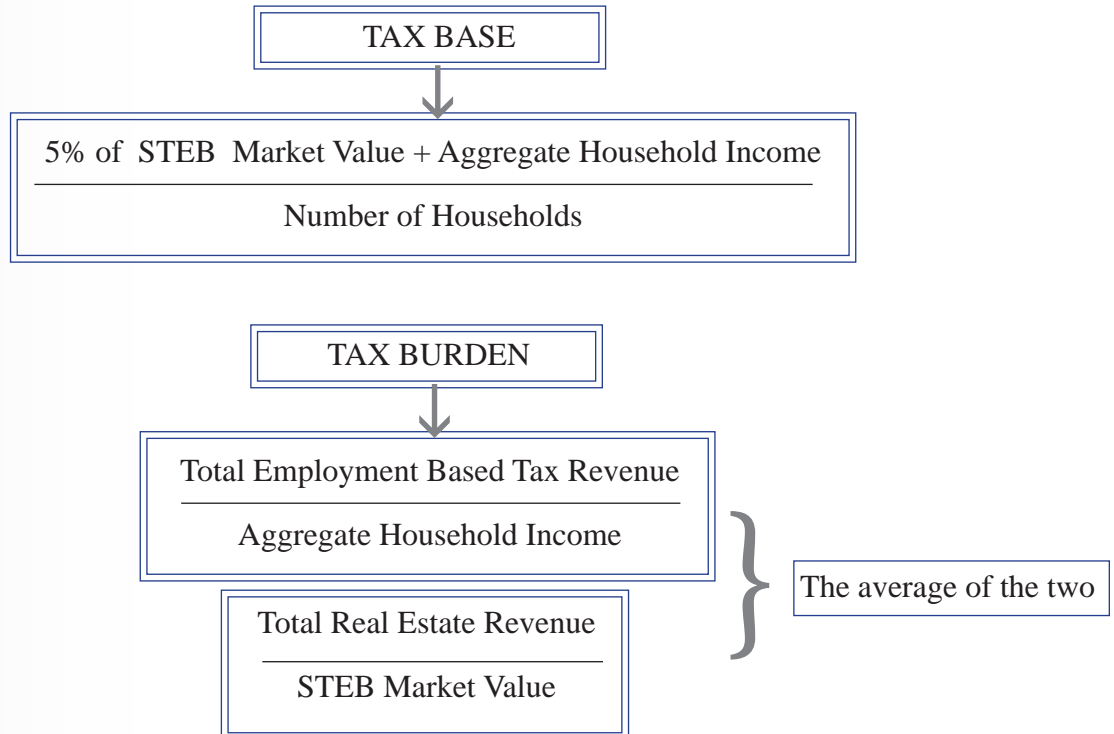 TAX BASE
5% of STEB Market Value + Aggregate Household Income
Number of Households
TAX BURDEN
Total Employment Based Tax Revenue
Aggregate Household Income
The average of the two
Total Real Estate Revenue
STEB Market Value